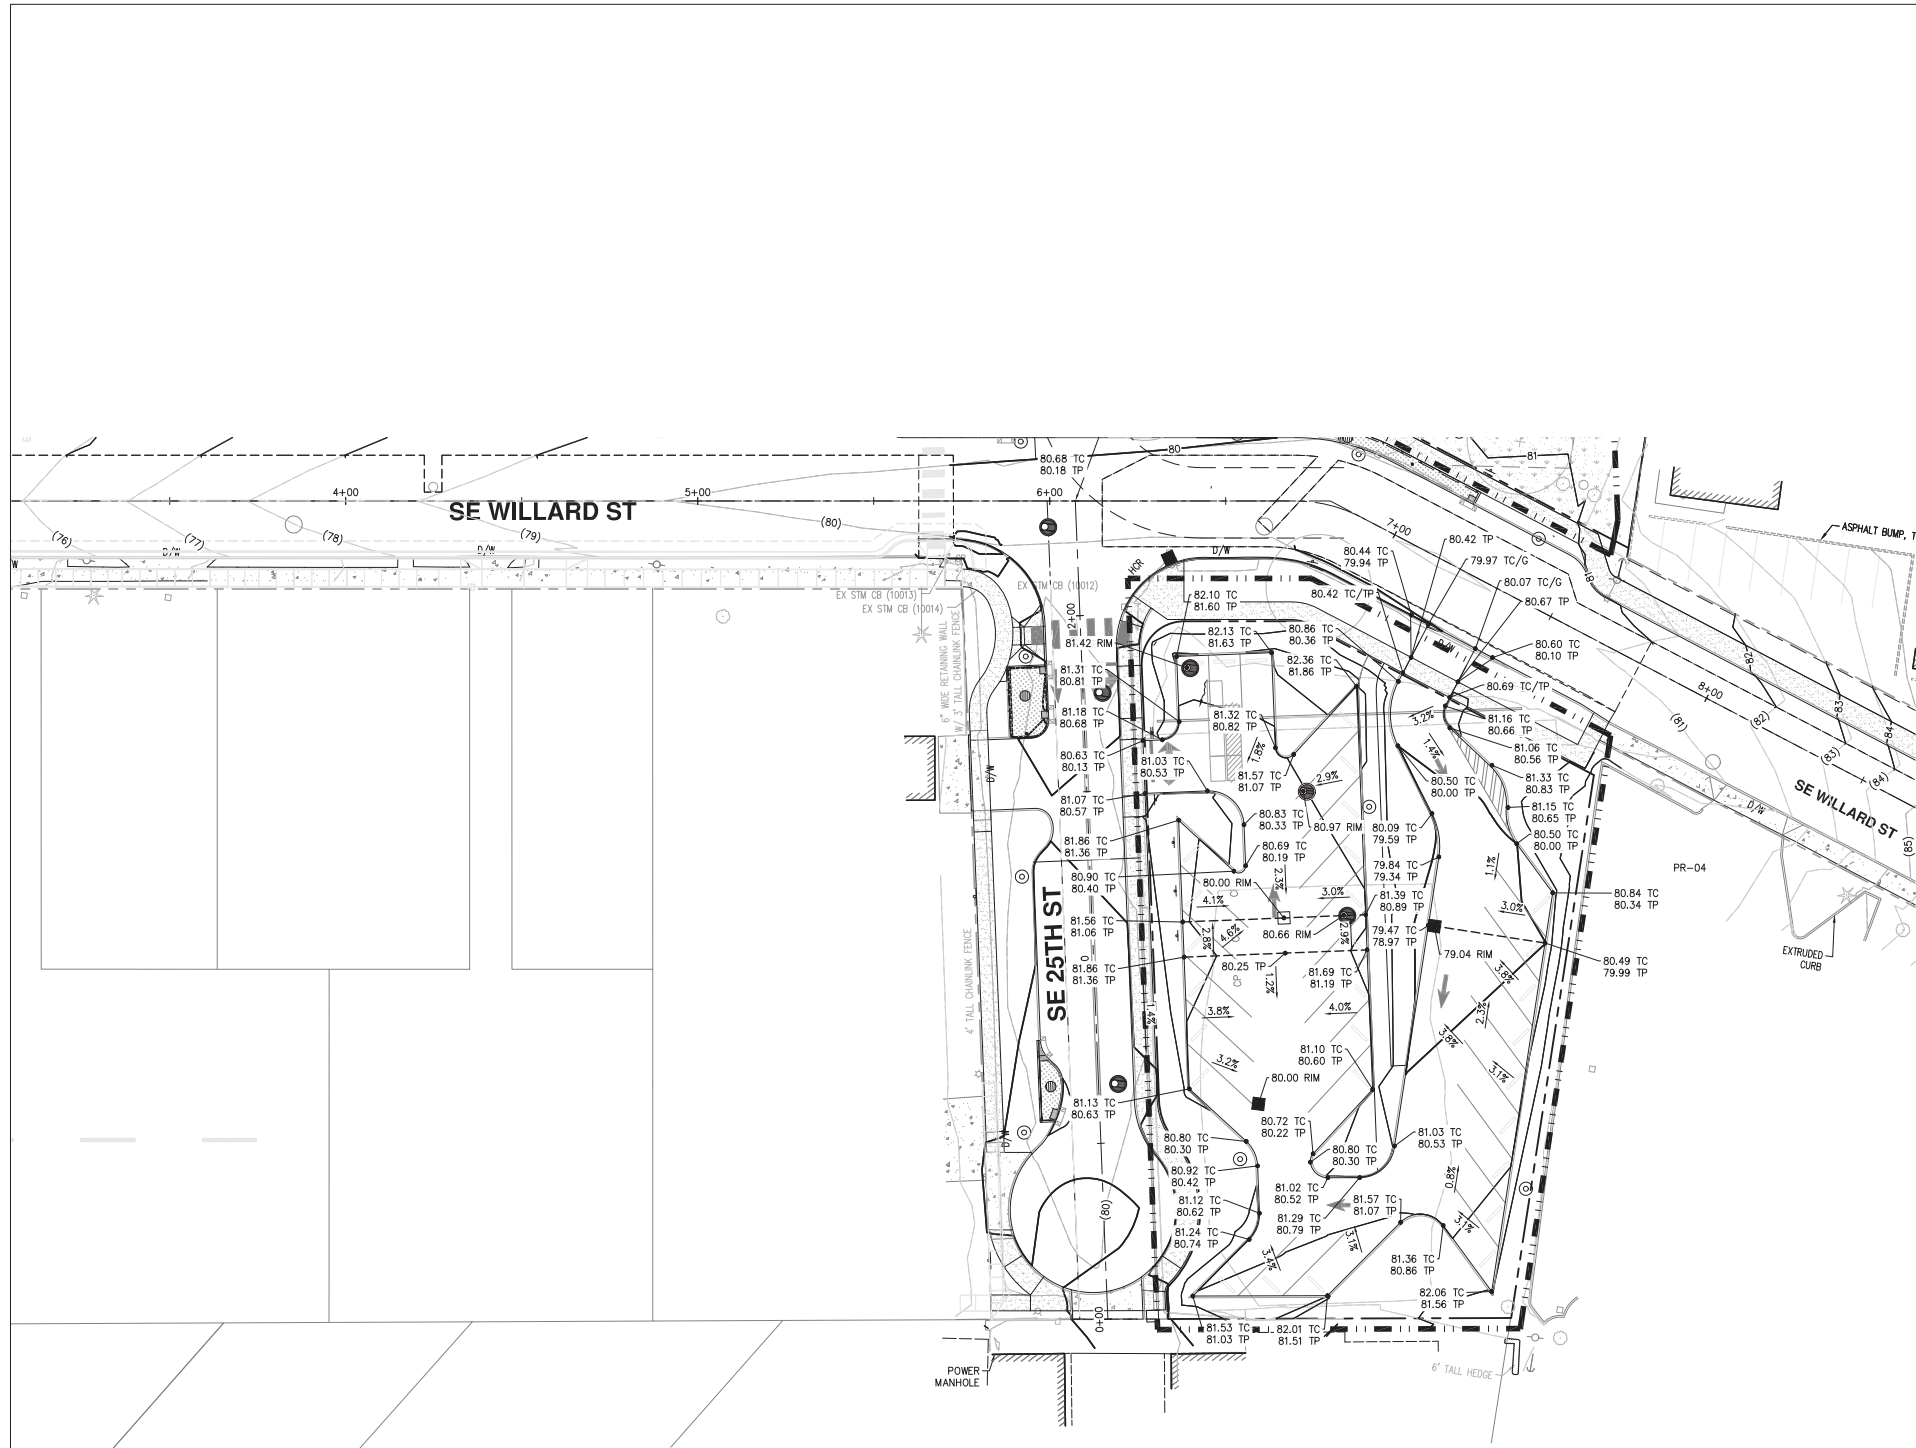 80.68 TC
80.18 TP
80
81
4+00
5+00
6+00
7+00
8+00
SE WILLARD ST
(76)
(77)
(78)
(79)
(80)
D/W
D/W
D/W
ASPHALT BUMP, T
HCR
EX STM CB (10012)
EX STM CB (10013)
EX STM CB (10014)
6" WIDE RETAINING WALL
W/ 3' TALL CHAINLINK FENCE
2+00
80.44 TC
79.94 TP
80.42 TP
79.97 TC/G
80.07 TC/G
80.67 TP
80.42 TC/TP
82.10 TC
81.60 TP
82.13 TC
81.63 TP
80.86 TC
80.36 TP
82.36 TC
81.86 TP
81.42 RIM
81.31 TC
80.81 TP
81.18 TC
80.68 TP
80.63 TC
80.13 TP
81.03 TC
80.53 TP
81.32 TC
80.82 TP
81.57 TC
81.07 TP
1.8%
2.9%
D/W
80.60 TC
80.10 TP
80.69 TC/TP
3.2%
1.4%
81.16 TC
80.66 TP
81.06 TC
80.56 TP
80.50 TC
80.00 TP
81.33 TC
80.83 TP
81.15 TC
80.65 TP
80.50 TC
80.00 TP
81
82
83
84
(81)
(82)
(83)
(84)
(85)
SE WILLARD ST
D/W
D/W
81.07 TC
80.57 TP
81.86 TC
81.36 TP
80.90 TC
80.40 TP
80.83 TC
80.33 TP
80.97 RIM
80.69 TC
80.19 TP
80.09 TC
79.59 TP
79.84 TC
79.34 TP
80.00 RIM
2.3%
4.1%
3.0%
1.1%
3.0%
PR-04
80.84 TC
80.34 TP
81.56 TC
81.06 TP
80.66 RIM
2.8%
4.6%
2.9%
81.39 TC
80.89 TP
79.47 TC
78.97 TP
79.04 RIM
80.49 TC
79.99 TP
EXTRUDED
CURB
SE 25TH ST
4' TALL CHAINLINK FENCE
81.86 TC
81.36 TP
80.25 TP
1.2%
CP
81.69 TC
81.19 TP
3.8%
4.0%
1.4%
3.8%
2.3%
3.8%
3.1%
3.2%
81.10 TC
80.60 TP
80.00 RIM
81.13 TC
80.63 TP
80.72 TC
80.22 TP
80.80 TC
80.30 TP
80.80 TC
80.30 TP
81.03 TC
80.53 TP
D/W
80.92 TC
80.42 TP
81.02 TC
80.52 TP
0.8%
81.12 TC
80.62 TP
81.57 TC
81.07 TP
81.29 TC
80.79 TP
81.24 TC
80.74 TP
3.4%
3.1%
3.1%
81.36 TC
80.86 TP
82.06 TC
81.56 TP
(80)
0+00
81.53 TC
81.03 TP
82.01 TC
81.51 TP
POWER
MANHOLE
6' TALL HEDGE